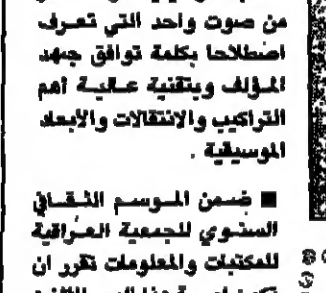 من صوت واحد التي تعرف
اصطلاحا بكلمة توافق جهد
المؤلف وبتقنية عالية اهم
التراكيب والانتقالات والأبعاد
الموسيقية .
■ ضمن الموسم الثقافي
السنوي للجمعية العراقية
للمكتبات والمعلومات تقرر ان